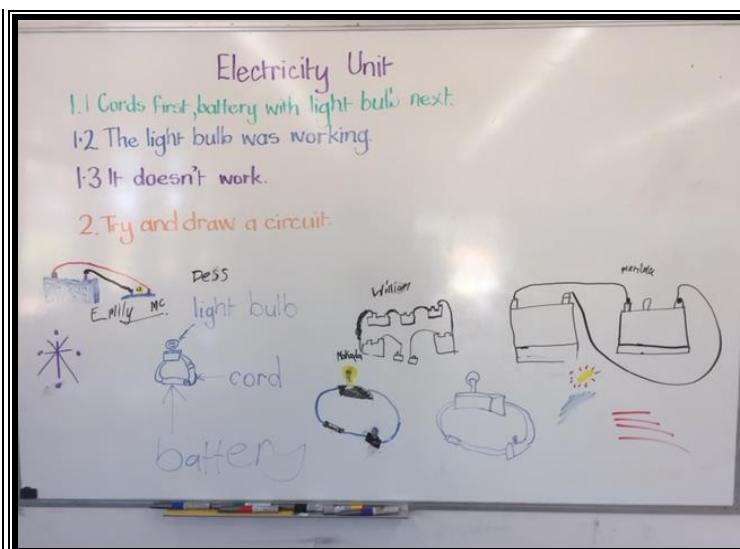 Electricity Unit
1.1 Cords first, battery with light bulb next.
1.2 The light bulb was working.
1.3 It doesn't work.
2. Try and draw a circuit.
Emily Mc
Dess
light bulb
cord
battery
William
Makayla